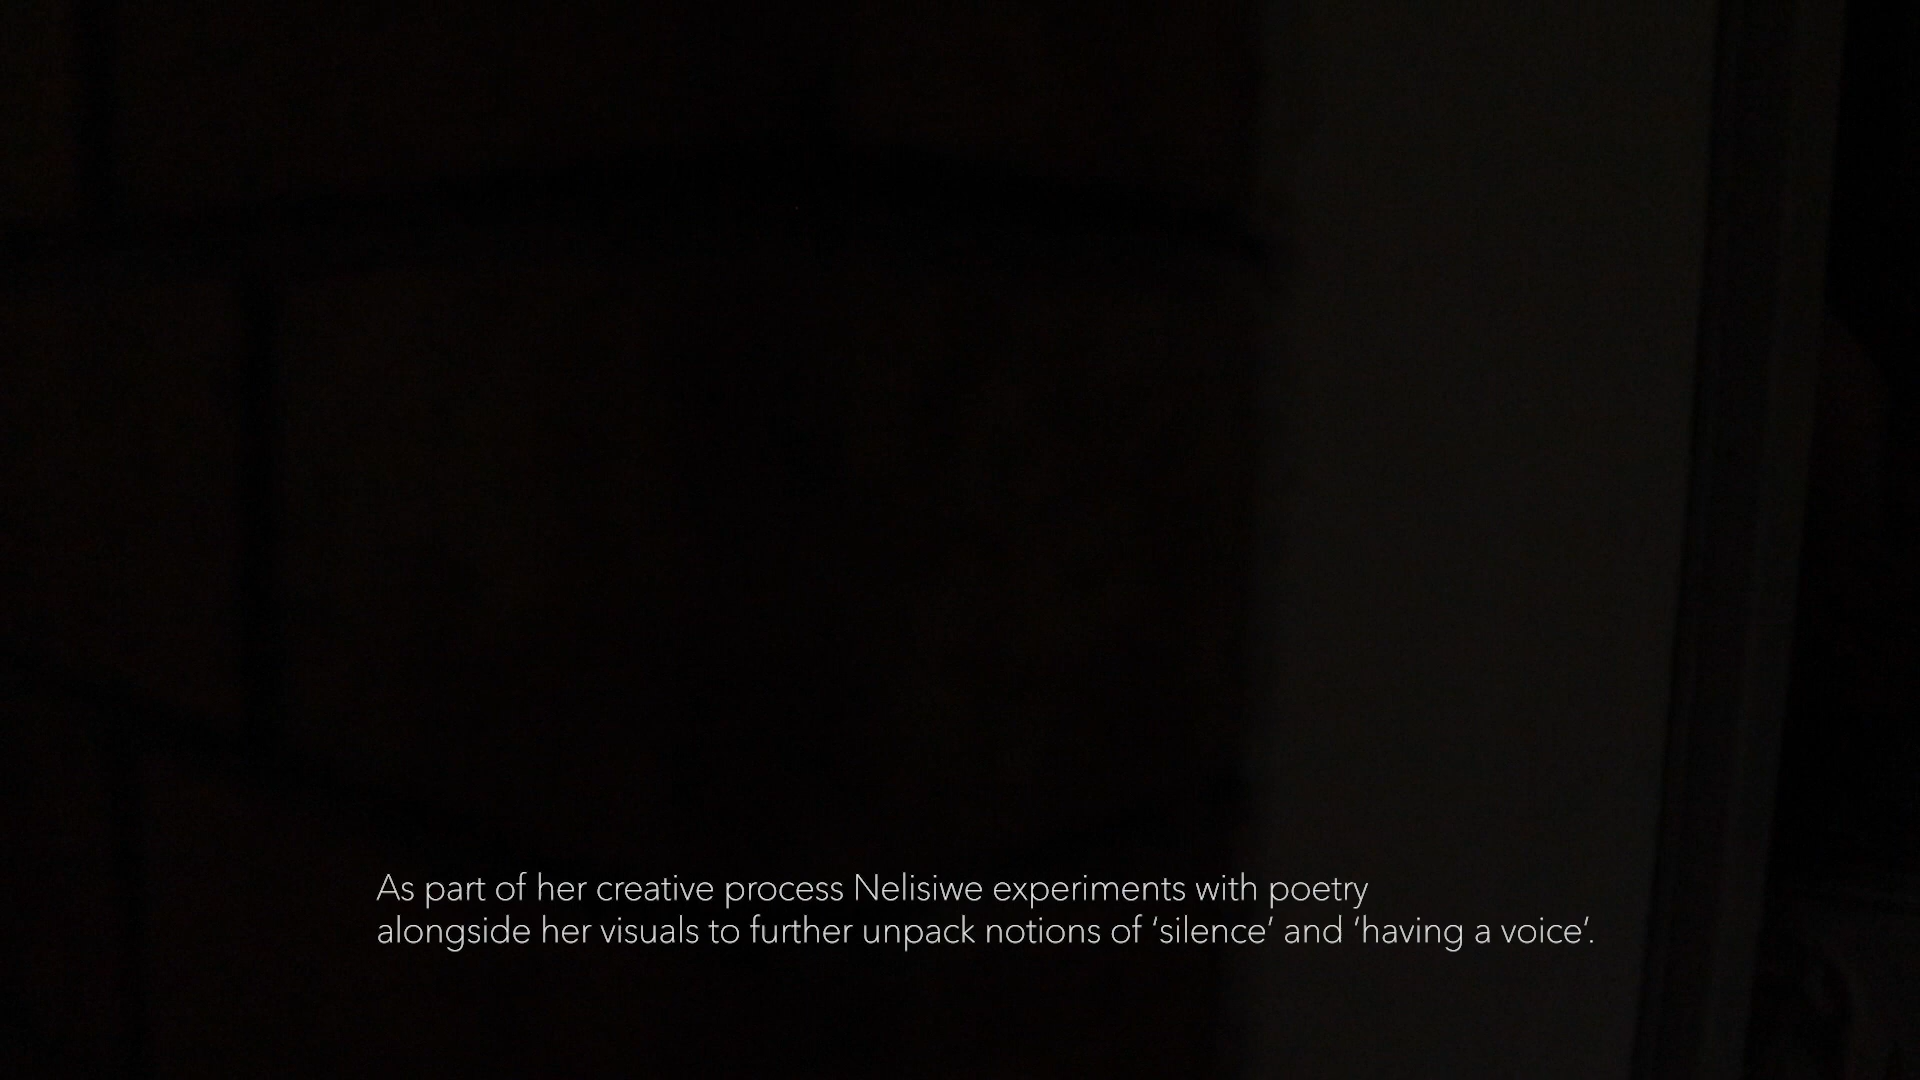 As part of her creative process Nelisiwe experiments with poetry
alongside her visuals to further unpack notions of ‘silence’ and ‘having a voice’.